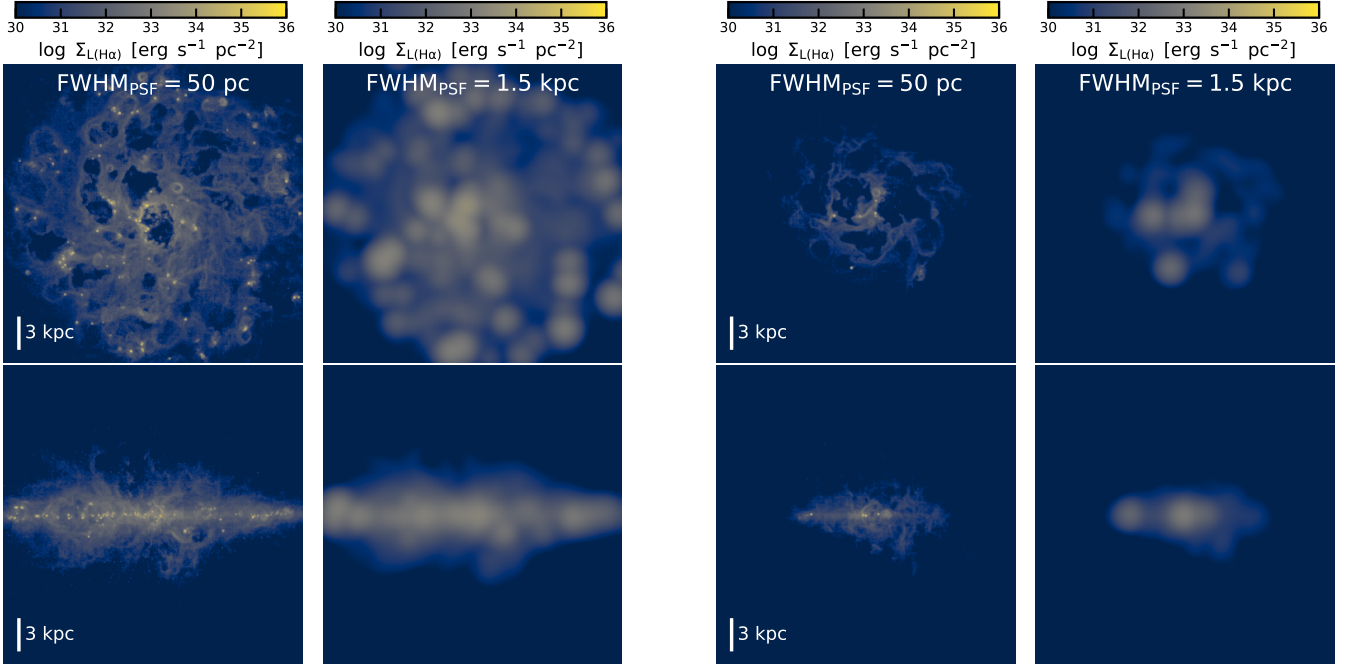 30 31 32 33 34 35 36
log Σ_L(Hα) [erg s⁻¹ pc⁻²]
30 31 32 33 34 35 36
log Σ_L(Hα) [erg s⁻¹ pc⁻²]
30 31 32 33 34 35 36
log Σ_L(Hα) [erg s⁻¹ pc⁻²]
30 31 32 33 34 35 36
log Σ_L(Hα) [erg s⁻¹ pc⁻²]
FWHM_PSF = 50 pc
FWHM_PSF = 1.5 kpc
FWHM_PSF = 50 pc
FWHM_PSF = 1.5 kpc
3 kpc
3 kpc
3 kpc
3 kpc